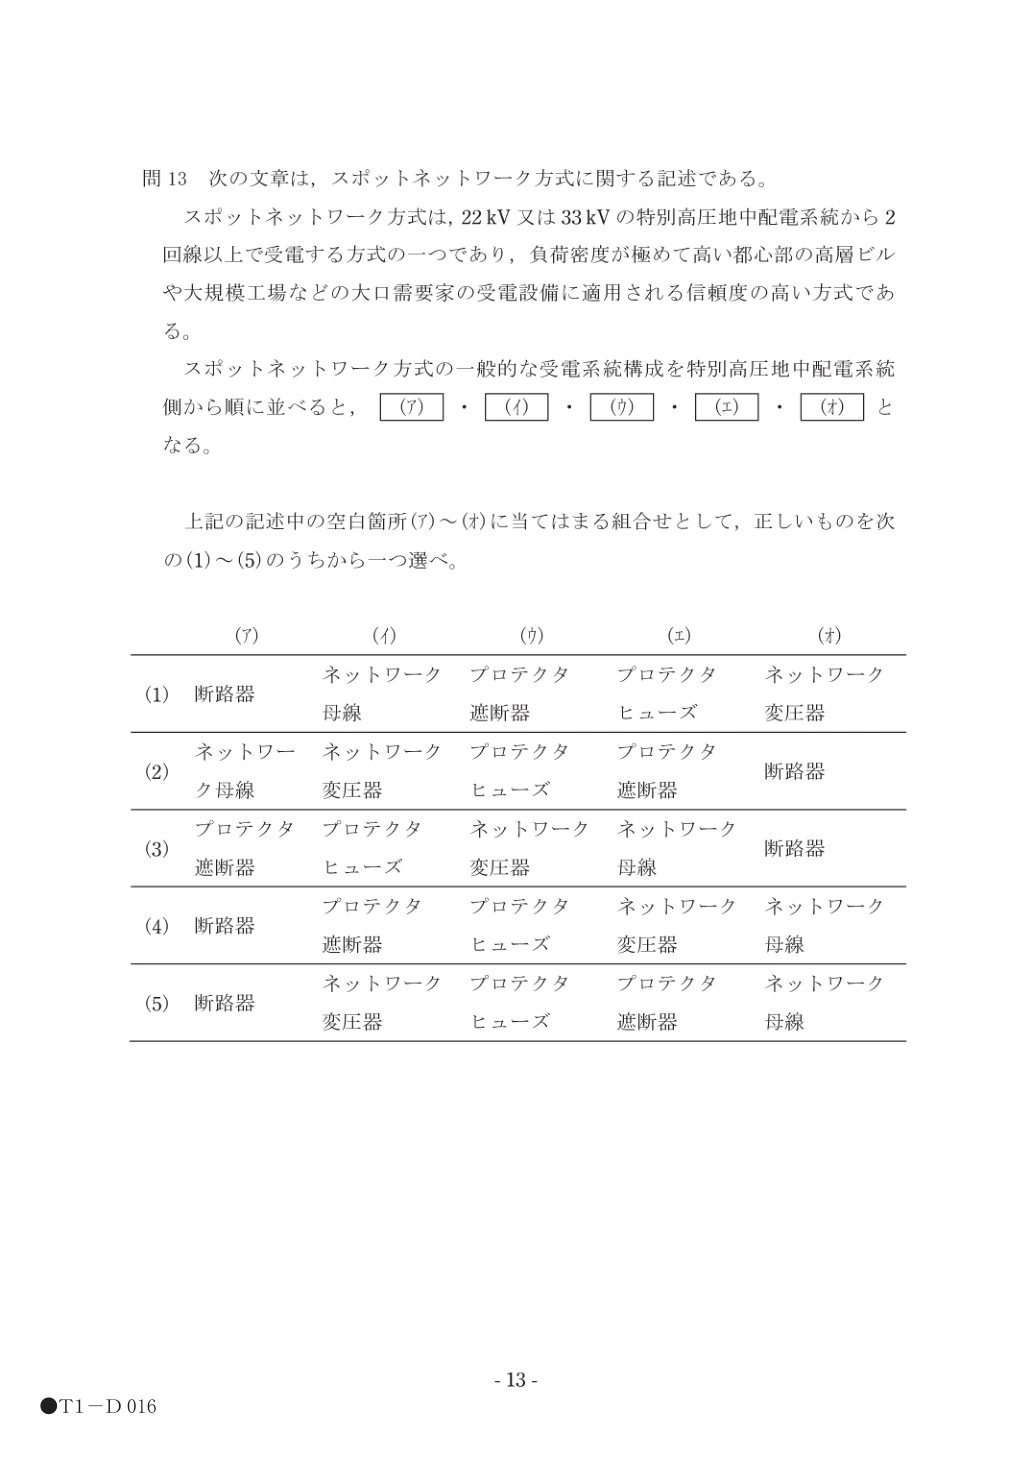 問 13　次の文章は，スポットネットワーク方式に関する記述である。
スポットネットワーク方式は，22 kV 又は 33 kV の特別高圧地中配電系統から 2
回線以上で受電する方式の一つであり，負荷密度が極めて高い都心部の高層ビル
や大規模工場などの大口需要家の受電設備に適用される信頼度の高い方式であ
る。
スポットネットワーク方式の一般的な受電系統構成を特別高圧地中配電系統
側から順に並べると， (ア) ・ (イ) ・ (ウ) ・ (エ) ・ (オ) と
なる。
上記の記述中の空白箇所(ア)～(オ)に当てはまる組合せとして，正しいものを次
の(1)～(5)のうちから一つ選べ。
(ア) (イ) (ウ) (エ) (オ)
(1) 断路器 ネットワーク母線 プロテクタ遮断器 プロテクタヒューズ ネットワーク変圧器
(2) ネットワーク母線 ネットワーク変圧器 プロテクタヒューズ プロテクタ遮断器 断路器
(3) プロテクタ遮断器 プロテクタヒューズ ネットワーク変圧器 ネットワーク母線 断路器
(4) 断路器 プロテクタ遮断器 プロテクタヒューズ ネットワーク変圧器 ネットワーク母線
(5) 断路器 ネットワーク変圧器 プロテクタヒューズ プロテクタ遮断器 ネットワーク母線
- 13 -
●T1－D 016